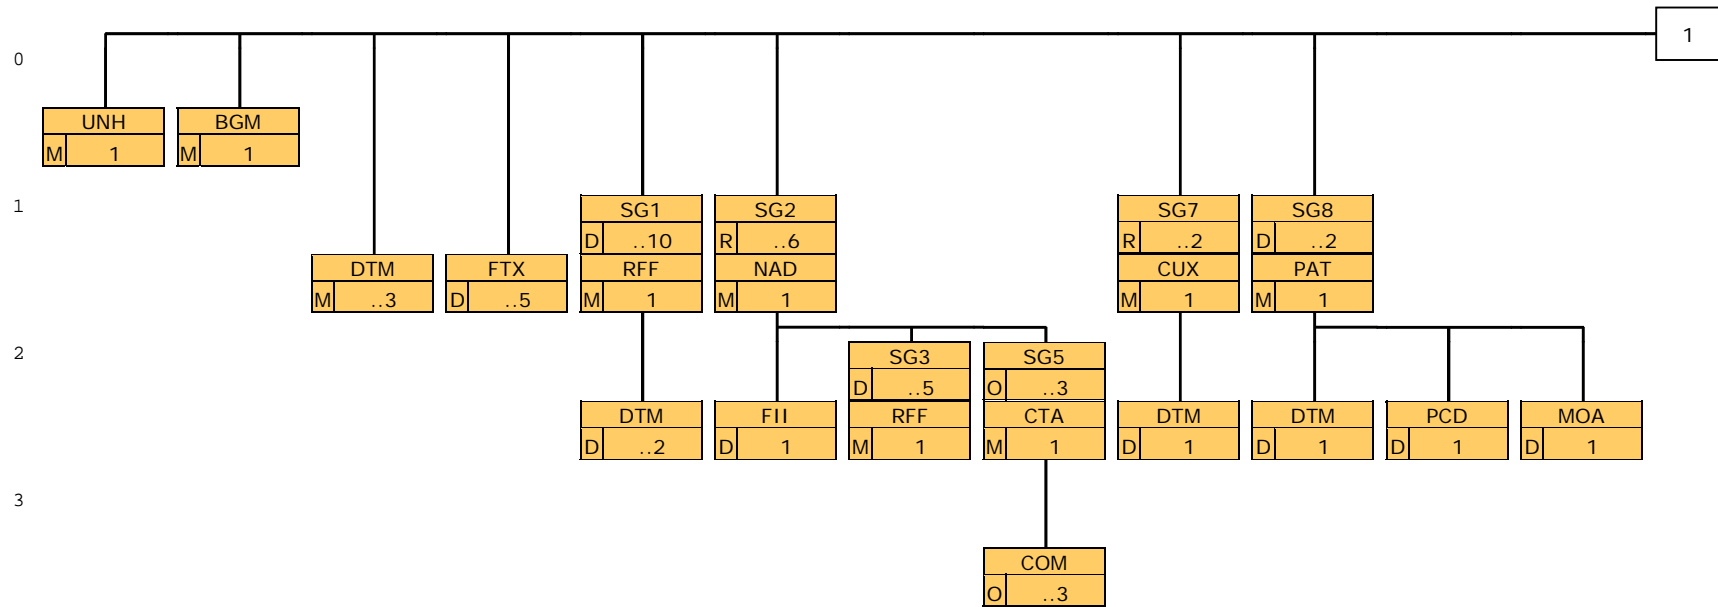 1
0
UNH BGM
M 1 M 1
1
SG1 SG2 SG7 SG8
D ..10 R ..6 R ..2 D ..2
DTM FTX RFF NAD CUX PAT
M ..3 D ..5 M 1 M 1 M 1 M 1
2
SG3 SG5
D ..5 O ..3
DTM FII RFF CTA DTM DTM PCD MOA
D ..2 D 1 M 1 M 1 D 1 D 1 D 1 D 1
3
COM
O ..3